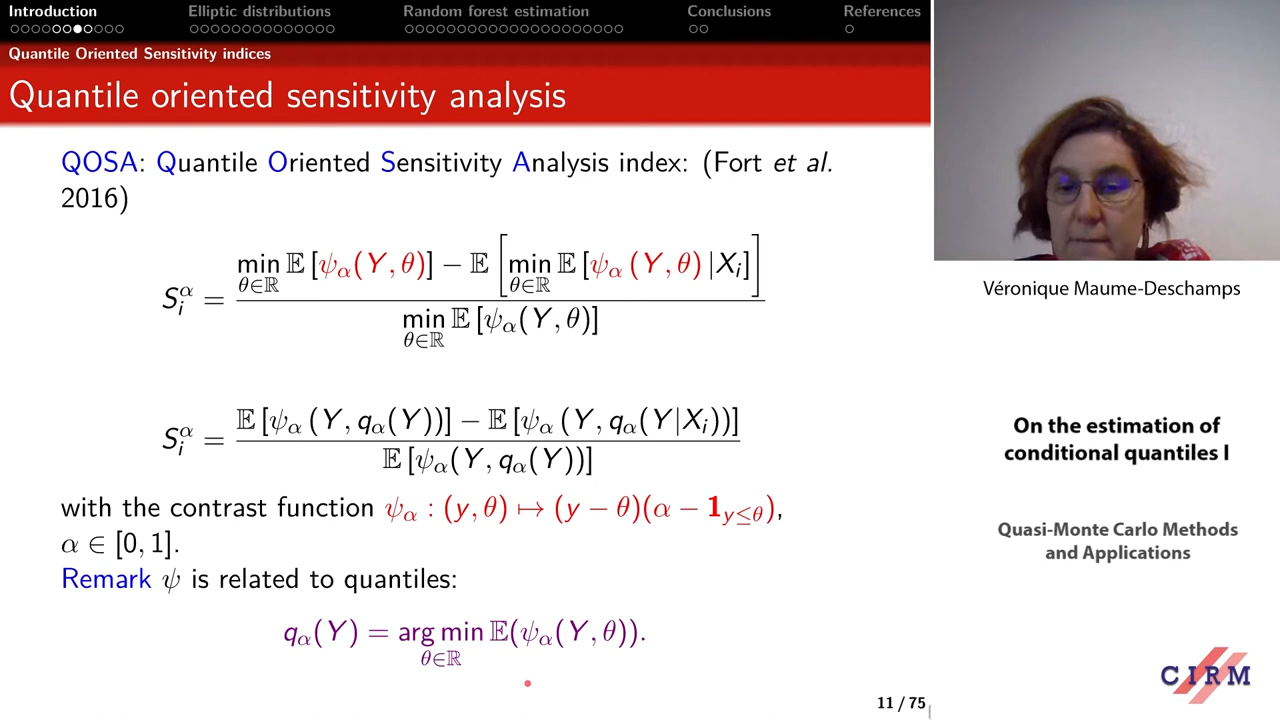 Introduction Elliptic distributions Random forest estimation Conclusions References
Quantile Oriented Sensitivity indices
Quantile oriented sensitivity analysis
QOSA: Quantile Oriented Sensitivity Analysis index: (Fort et al.
2016)
S_i^α = \frac{\min_{θ∈ℝ} 𝔼 [ψ_α(Y, θ)] − 𝔼 [\min_{θ∈ℝ} 𝔼 [ψ_α (Y, θ) |X_i]]}{\min_{θ∈ℝ} 𝔼 [ψ_α(Y, θ)]}
S_i^α = \frac{𝔼 [ψ_α (Y, q_α(Y))] − 𝔼 [ψ_α (Y, q_α(Y|X_i))]}{𝔼 [ψ_α(Y, q_α(Y))]}
with the contrast function ψ_α : (y, θ) ↦ (y − θ)(α − 𝟏_{y≤θ}),
α ∈ [0, 1].
Remark ψ is related to quantiles:
q_α(Y) = \arg\min_{θ∈ℝ} 𝔼(ψ_α(Y, θ)).
11 / 75
Véronique Maume-Deschamps
On the estimation of
conditional quantiles I
Quasi-Monte Carlo Methods
and Applications
CIRM